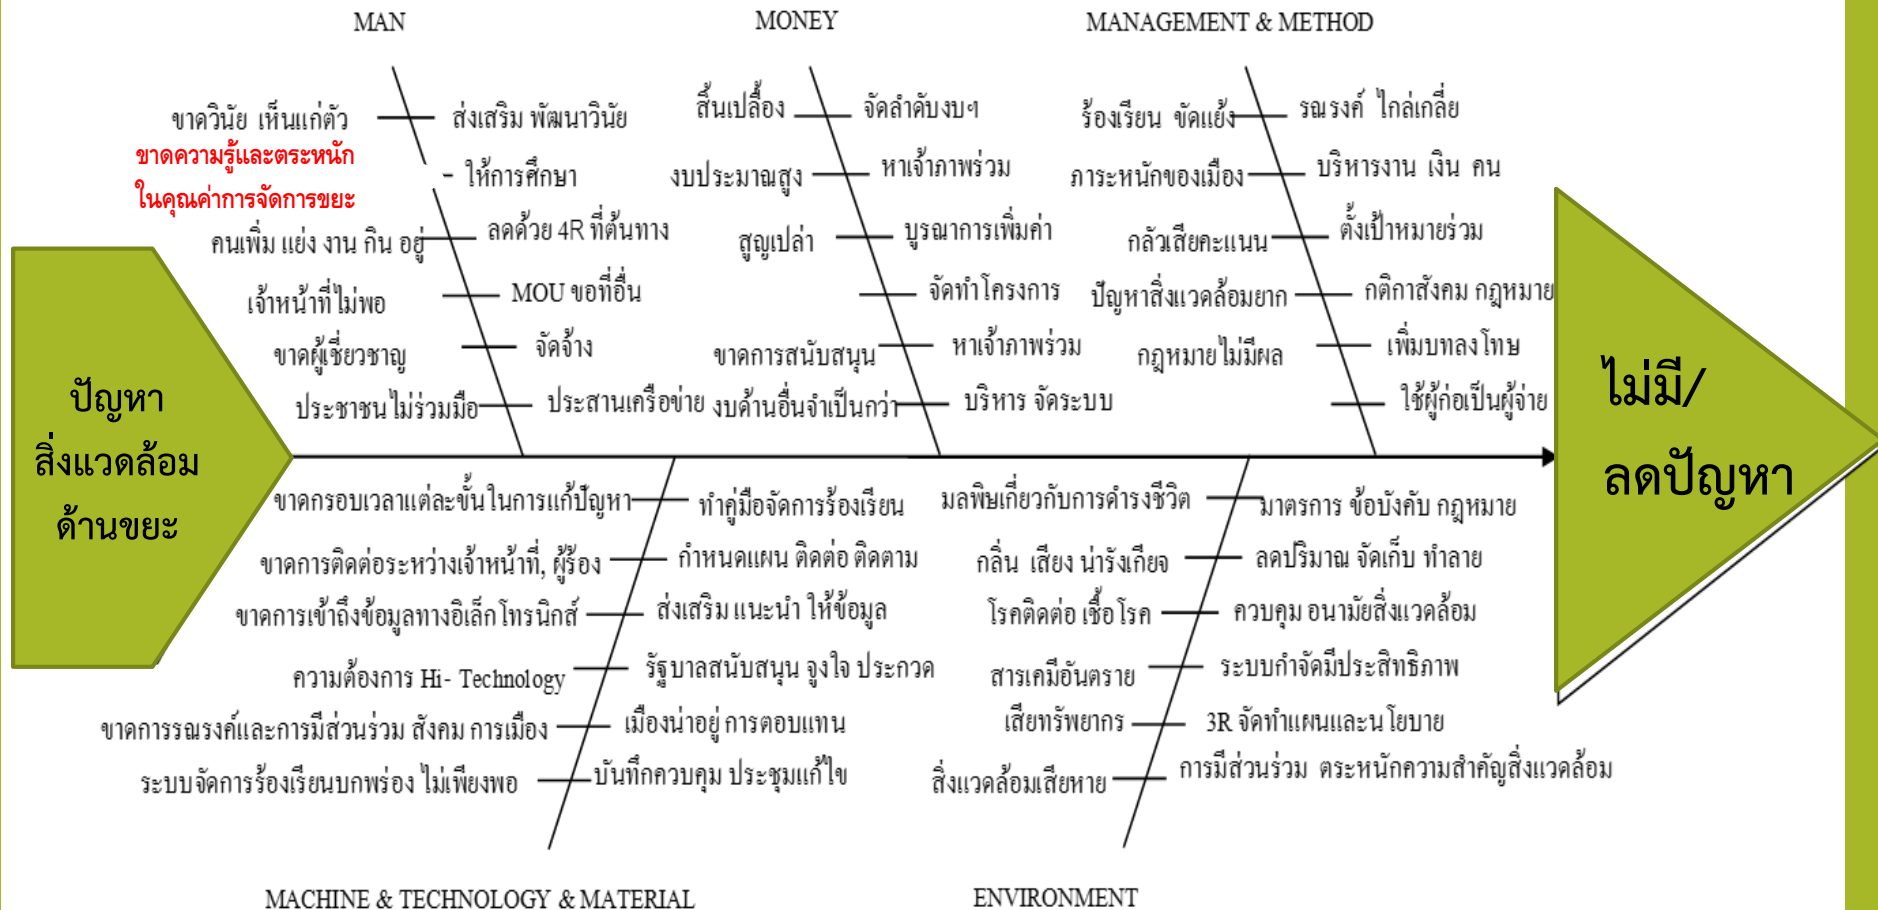 MAN
MONEY
MANAGEMENT & METHOD
ขาดวินัย เห็นแก่ตัว
ส่งเสริม พัฒนาวินัย
ขาดความรู้และตระหนัก
ในคุณค่าการจัดการขยะ
- ให้การศึกษา
คนเพิ่ม แย่ง งาน กิน อยู่
ลดด้วย 4R ที่ต้นทาง
เจ้าหน้าที่ไม่พอ
MOU ขอที่อื่น
ขาดผู้เชี่ยวชาญ
จัดจ้าง
ประชาชนไม่ร่วมมือ
ประสานเครือข่าย
สิ้นเปลื้อง
จัดลำดับงบฯ
งบประมาณสูง
หาเจ้าภาพร่วม
สูญเปล่า
บูรณาการเพิ่มค่า
จัดทำโครงการ
ขาดการสนับสนุน
หาเจ้าภาพร่วม
งบด้านอื่นจำเป็นกว่า
บริหาร จัดระบบ
ร้องเรียน ขัดแย้ง
รณรงค์ ไกล่เกลี่ย
ภาระหนักของเมือง
บริหารงาน เงิน คน
กลัวเสียคะแนน
ตั้งเป้าหมายร่วม
ปัญหาสิ่งแวดล้อมยาก
กติกาสังคม กฎหมาย
กฎหมายไม่มีผล
เพิ่มบทลงโทษ
ใช้ผู้ก่อเป็นผู้จ่าย
ปัญหา
สิ่งแวดล้อม
ด้านขยะ
ไม่มี/
ลดปัญหา
ขาดกรอบเวลาแต่ละขั้นในการแก้ปัญหา
ทำคู่มือจัดการร้องเรียน
ขาดการติดต่อระหว่างเจ้าหน้าที่, ผู้ร้อง
กำหนดแผน ติดต่อ ติดตาม
ขาดการเข้าถึงข้อมูลทางอิเล็กโทรนิกส์
ส่งเสริม แนะนำ ให้ข้อมูล
ความต้องการ Hi- Technology
รัฐบาลสนับสนุน จูงใจ ประกวด
ขาดการรณรงค์และการมีส่วนร่วม สังคม การเมือง
เมืองน่าอยู่ การตอบแทน
ระบบจัดการร้องเรียนบกพร่อง ไม่เพียงพอ
บันทึกควบคุม ประชุมแก้ไข
มลพิษเกี่ยวกับการดำรงชีวิต
มาตรการ ข้อบังคับ กฎหมาย
กลิ่น เสียง น่ารังเกียจ
ลดปริมาณ จัดเก็บ ทำลาย
โรคติดต่อ เชื้อโรค
ควบคุม อนามัยสิ่งแวดล้อม
สารเคมีอันตราย
ระบบกำจัดมีประสิทธิภาพ
เสียทรัพยากร
3R จัดทำแผนและนโยบาย
สิ่งแวดล้อมเสียหาย
การมีส่วนร่วม ตระหนักความสำคัญสิ่งแวดล้อม
MACHINE & TECHNOLOGY & MATERIAL
ENVIRONMENT